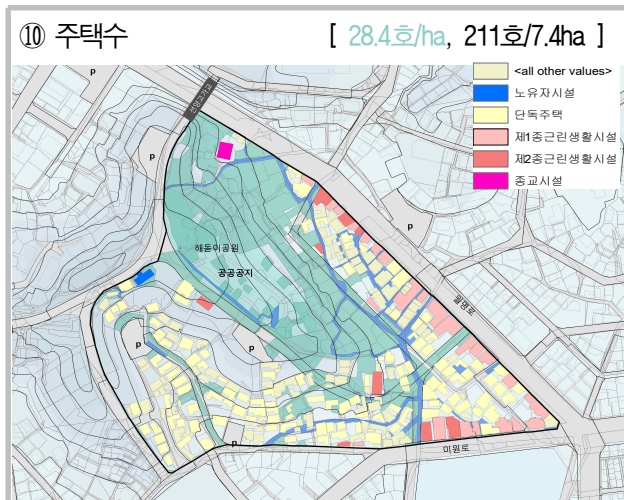 ⑩ 주택수 [ 28.4호/ha, 211호/7.4ha ]
<all other values>
노유자시설
단독주택
제1종근린생활시설
제2종근린생활시설
종교시설
p
p
p
해돋이공원
공공공지
월명로
p
p
p
미원로